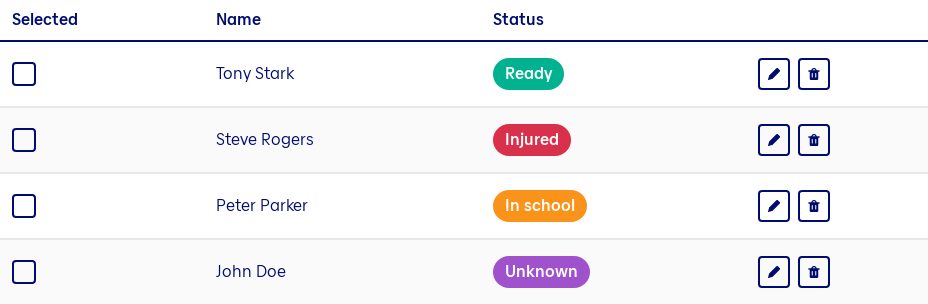 Selected Name Status
Tony Stark Ready
Steve Rogers Injured
Peter Parker In school
John Doe Unknown